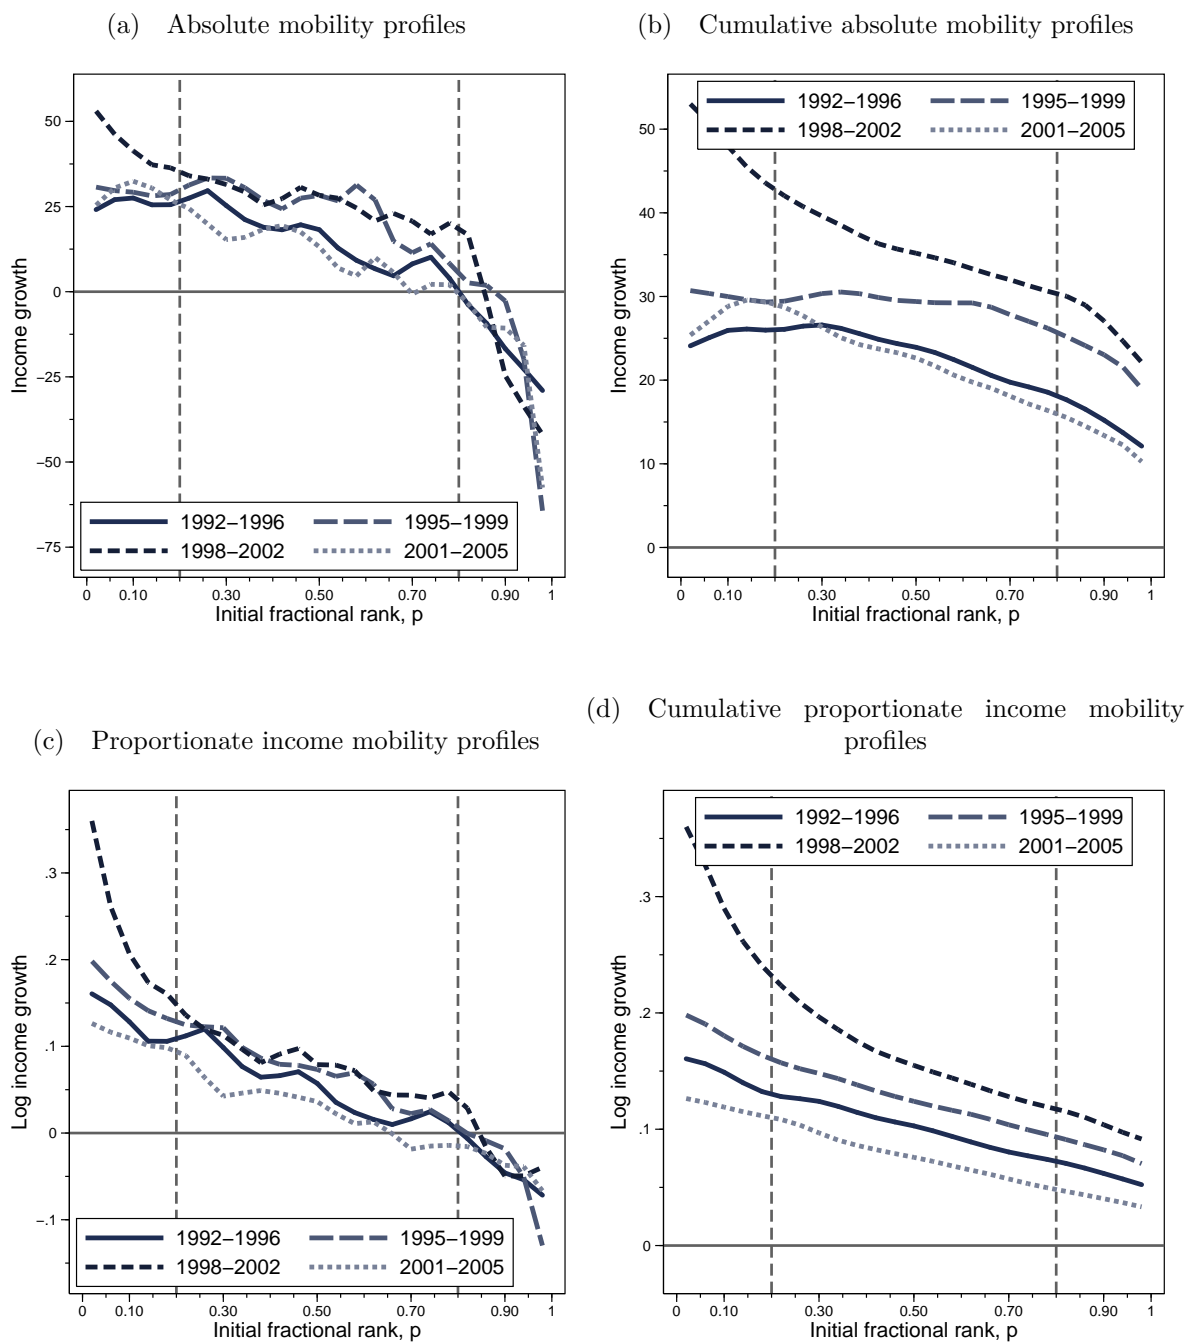 (a) Absolute mobility profiles
50
25
0
−25
−50
−75
Income growth
1992−1996
1995−1999
1998−2002
2001−2005
0 0.10 0.30 0.50 0.70 0.90 1
Initial fractional rank, p
(b) Cumulative absolute mobility profiles
1992−1996
1995−1999
1998−2002
2001−2005
50
40
30
20
10
0
Income growth
0 0.10 0.30 0.50 0.70 0.90 1
Initial fractional rank, p
(c) Proportionate income mobility profiles
.3
.2
.1
0
−.1
Log income growth
1992−1996
1995−1999
1998−2002
2001−2005
0 0.10 0.30 0.50 0.70 0.90 1
Initial fractional rank, p
(d) Cumulative proportionate income mobility
profiles
1992−1996
1995−1999
1998−2002
2001−2005
.3
.2
.1
0
Log income growth
0 0.10 0.30 0.50 0.70 0.90 1
Initial fractional rank, p